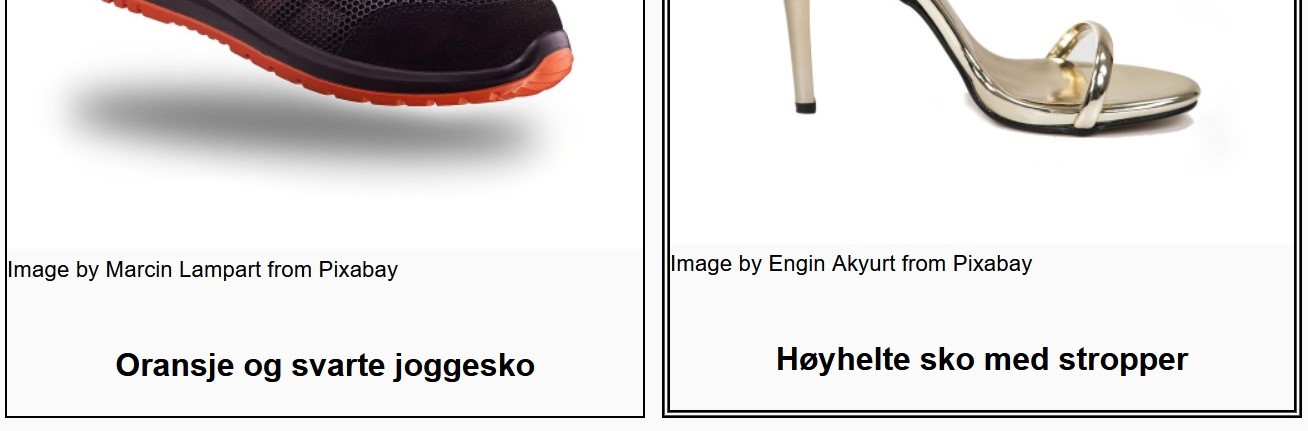 Image by Marcin Lampart from Pixabay
Oransje og svarte joggesko
Image by Engin Akyurt from Pixabay
Høyhelte sko med stropper